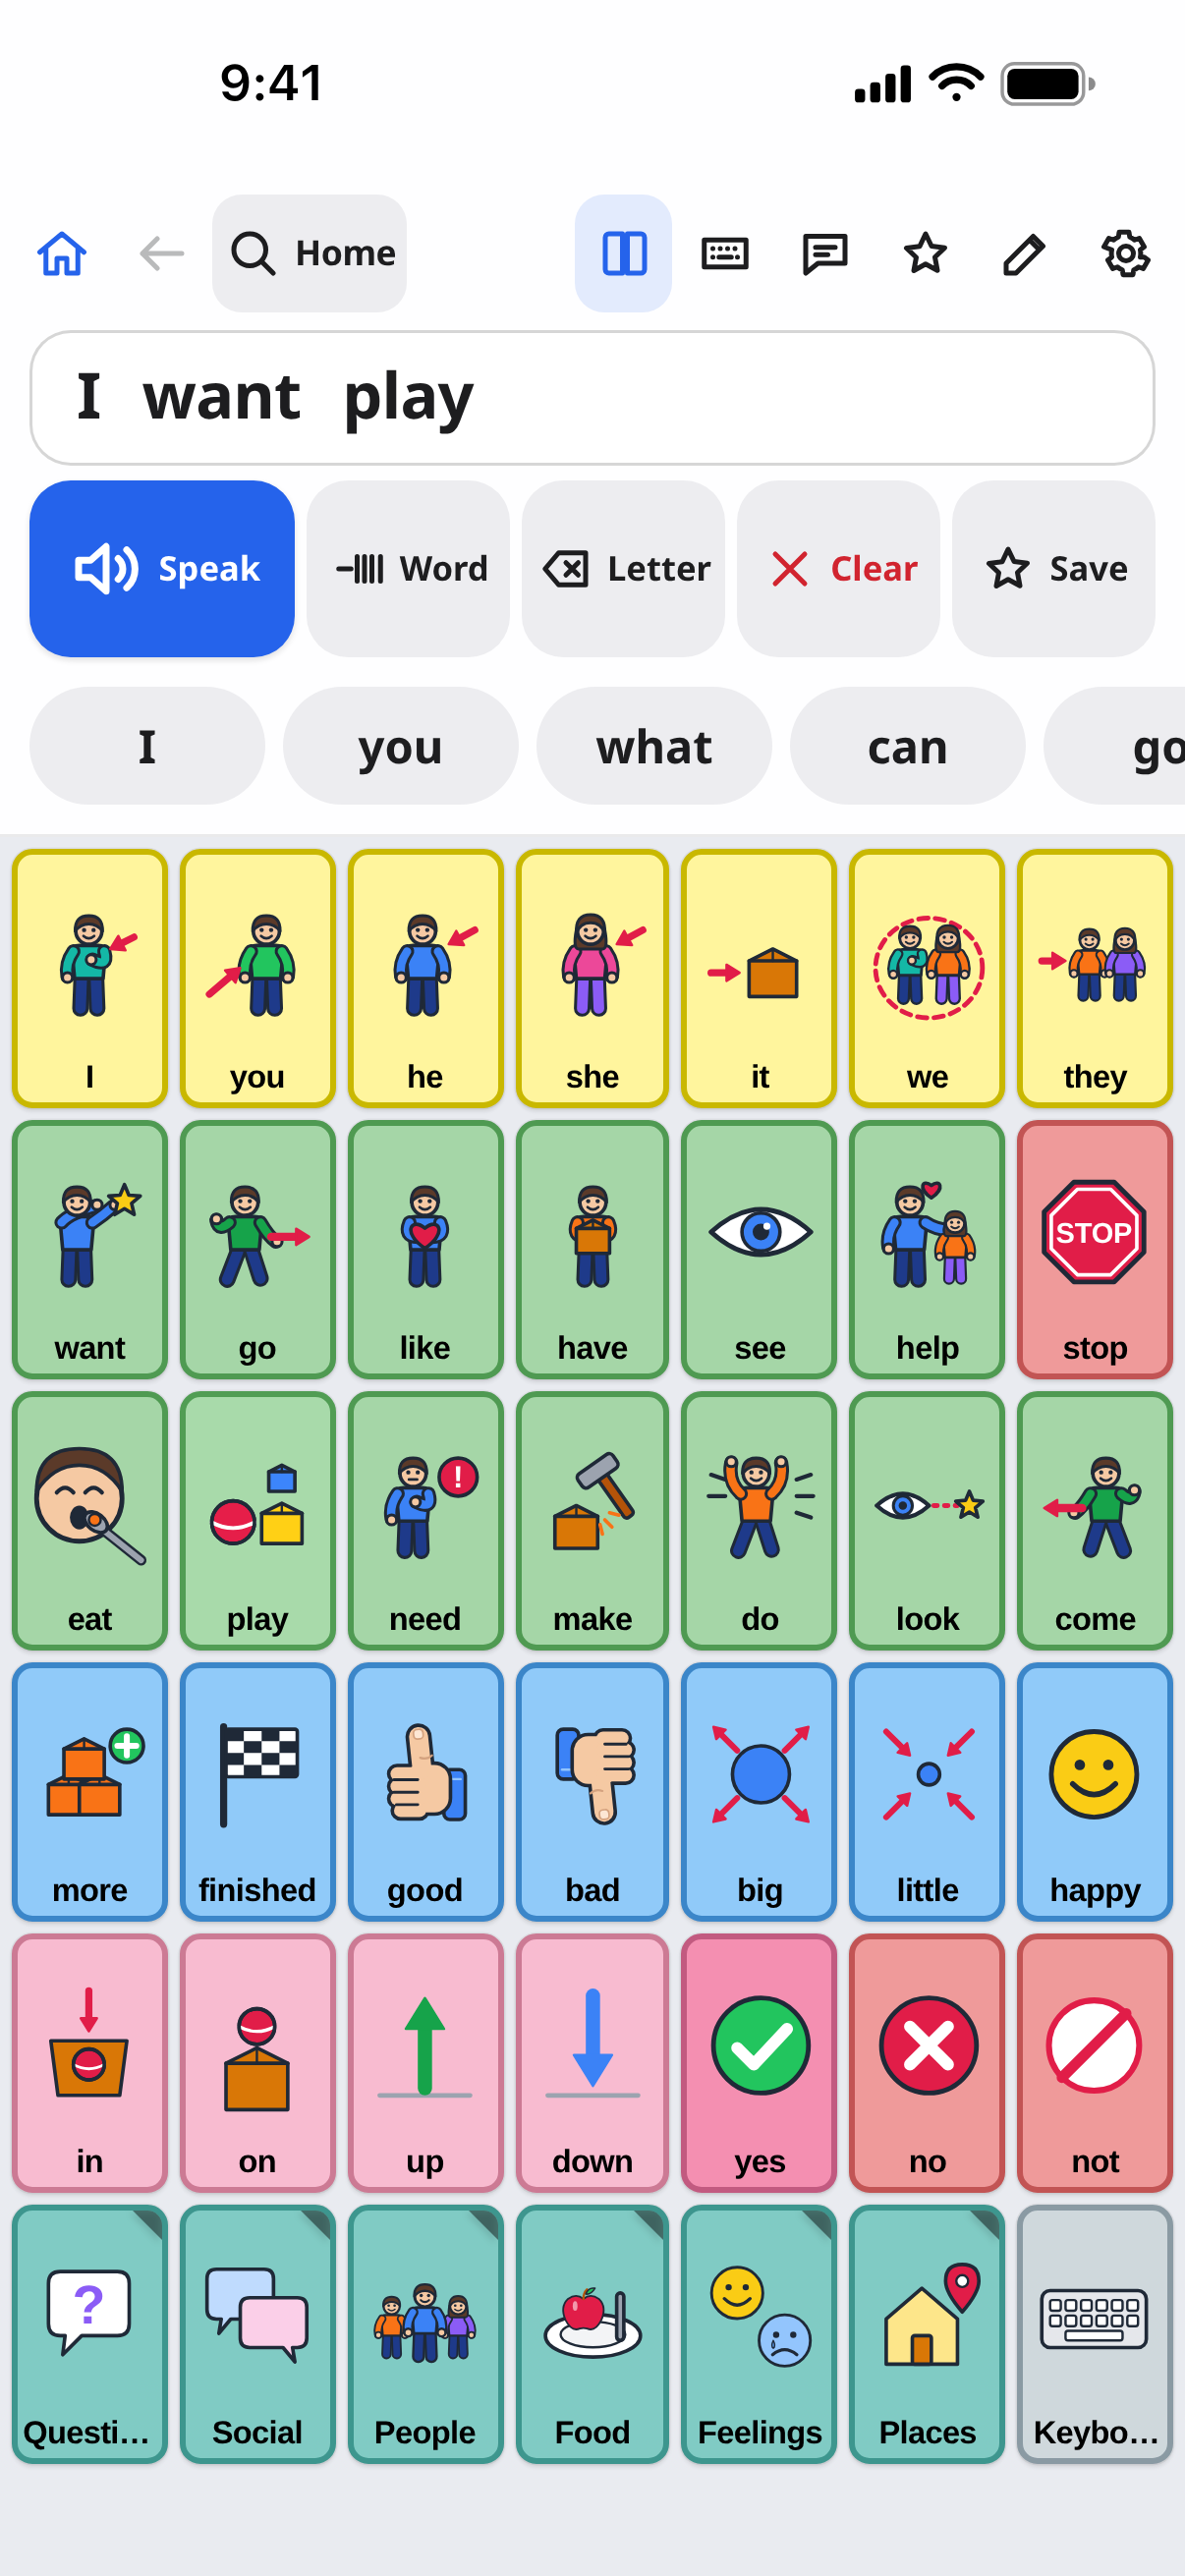 9:41
Home
I want play
Speak Word Letter Clear Save
I you what can go
I you he she it we they
STOP
want go like have see help stop
!
eat play need make do look come
more finished good bad big little happy
in on up down yes no not
?
Questi... Social People Food Feelings Places Keybo...